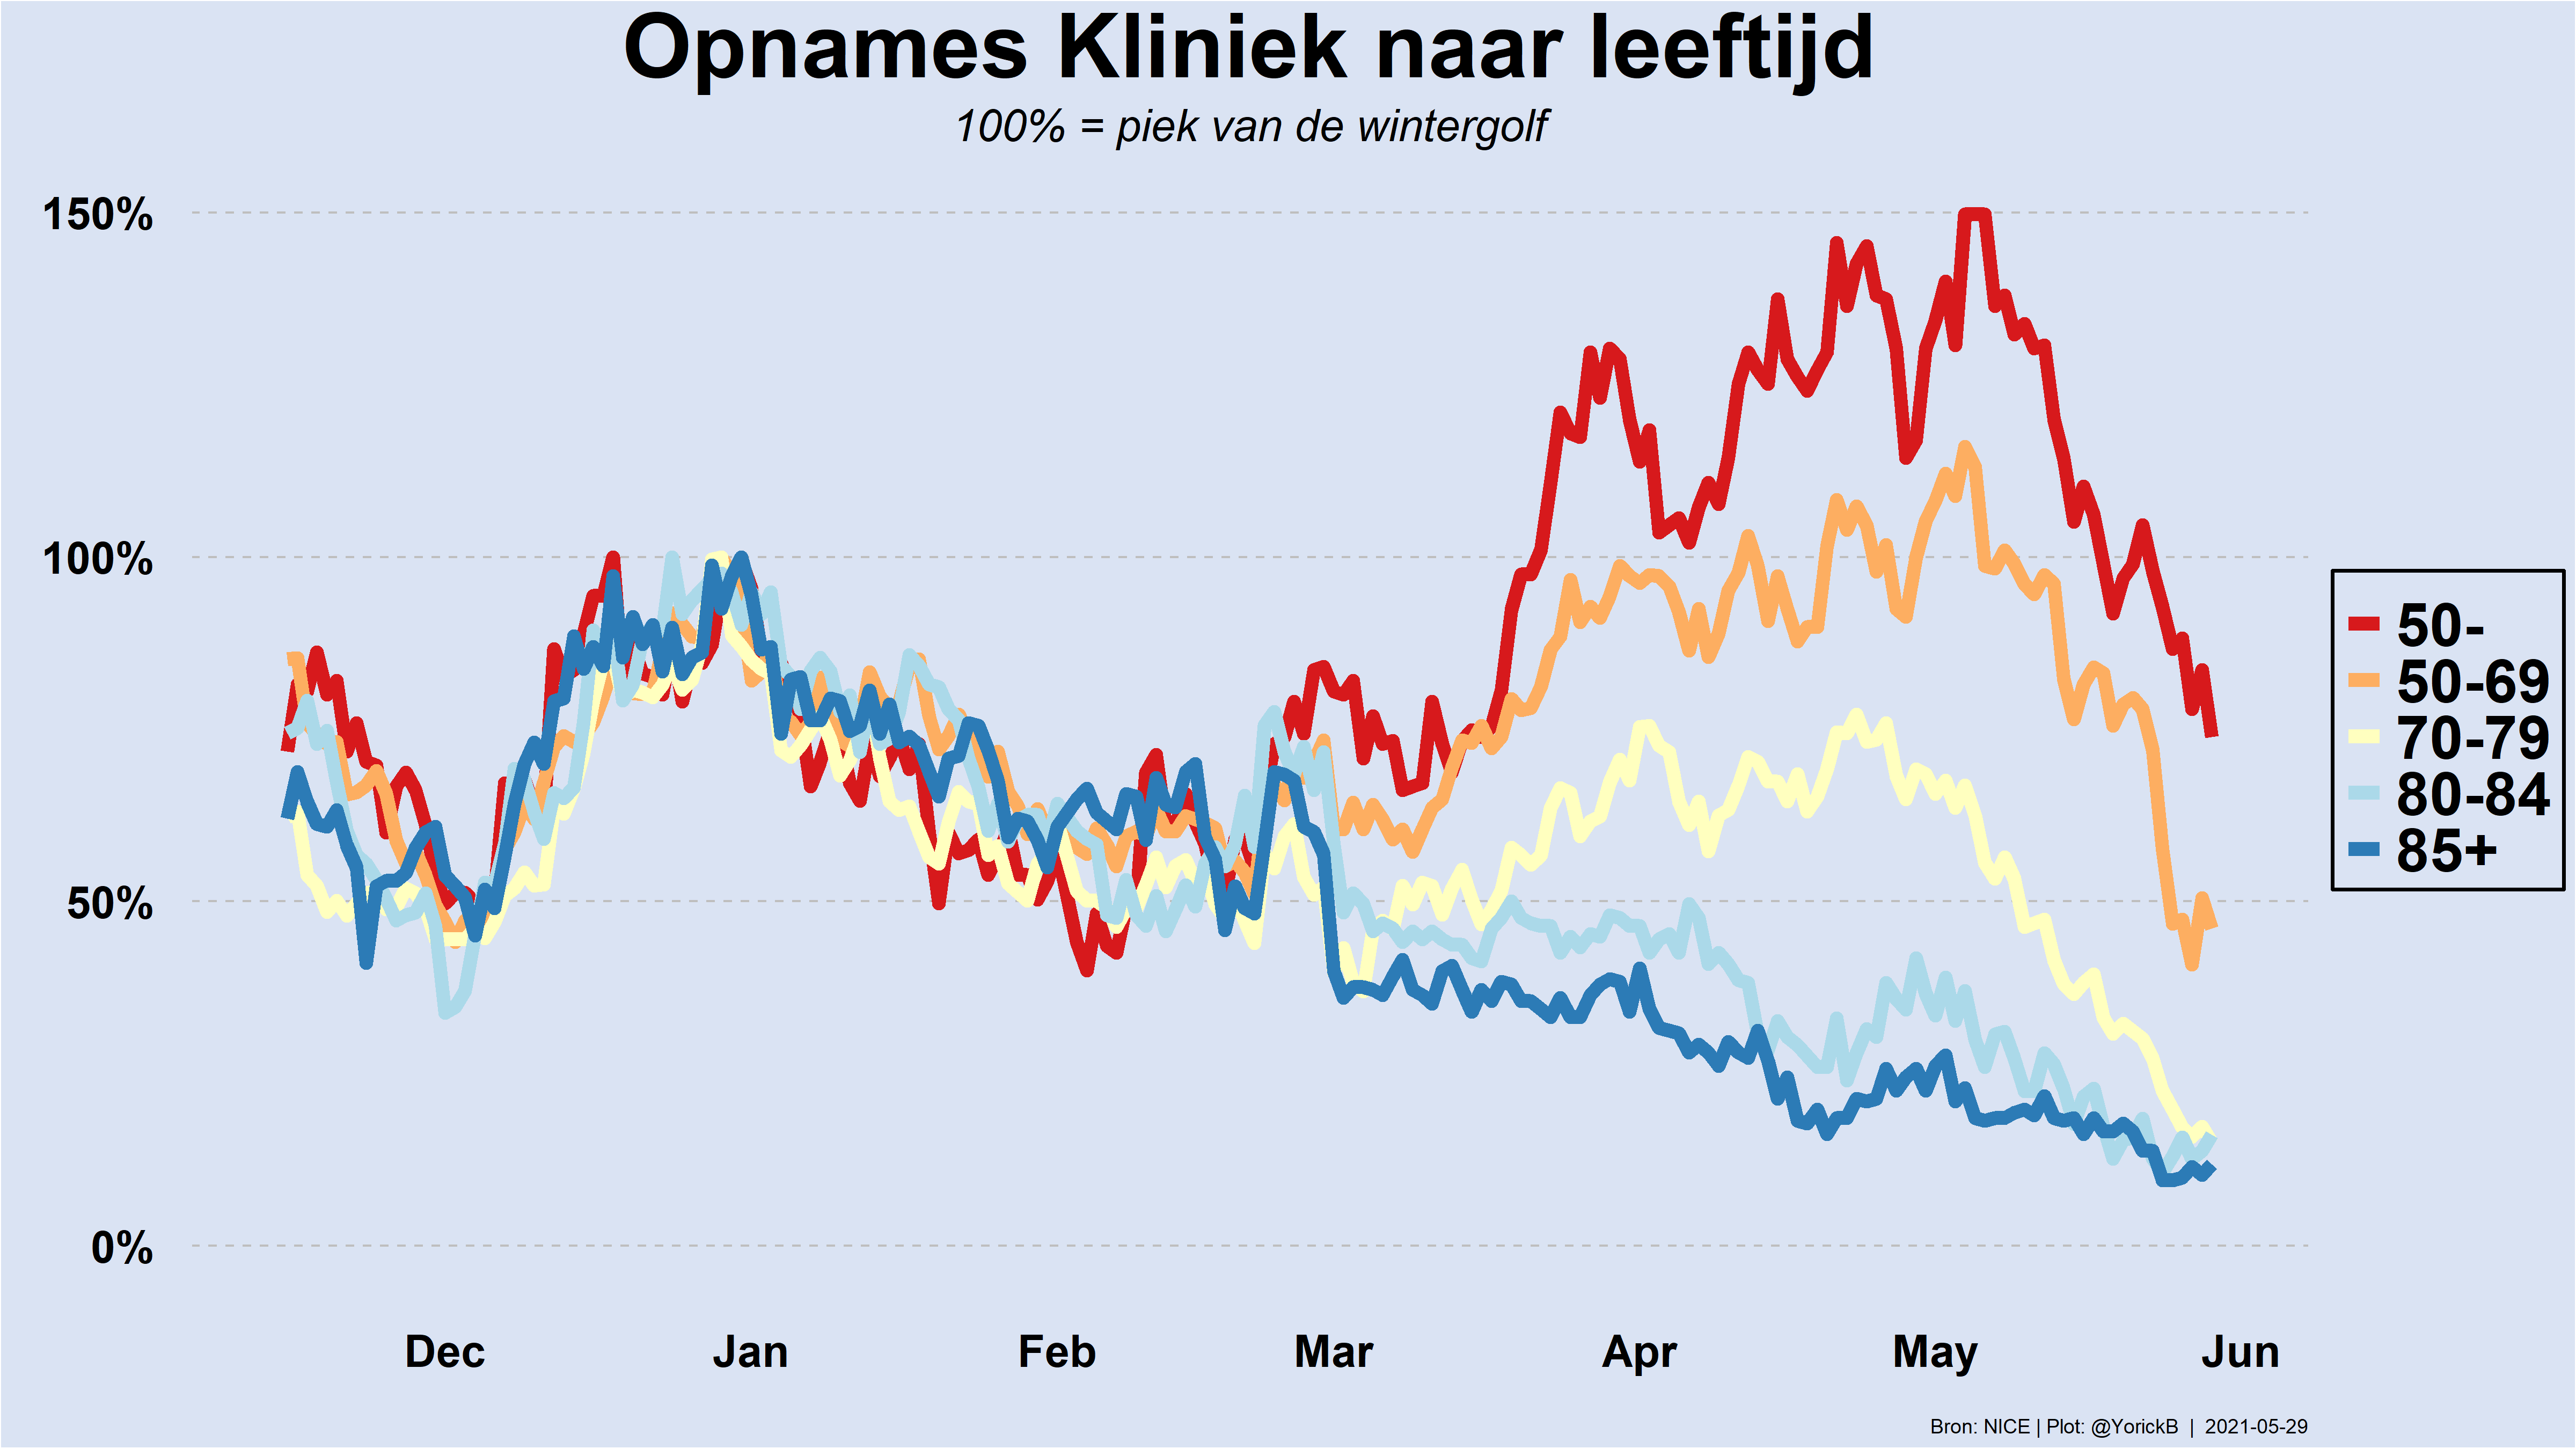 Opnames Kliniek naar leeftijd
100% = piek van de wintergolf
150%
100%
50%
0%
50-
50-69
70-79
80-84
85+
Dec Jan Feb Mar Apr May Jun
Bron: NICE | Plot: @YorickB | 2021-05-29